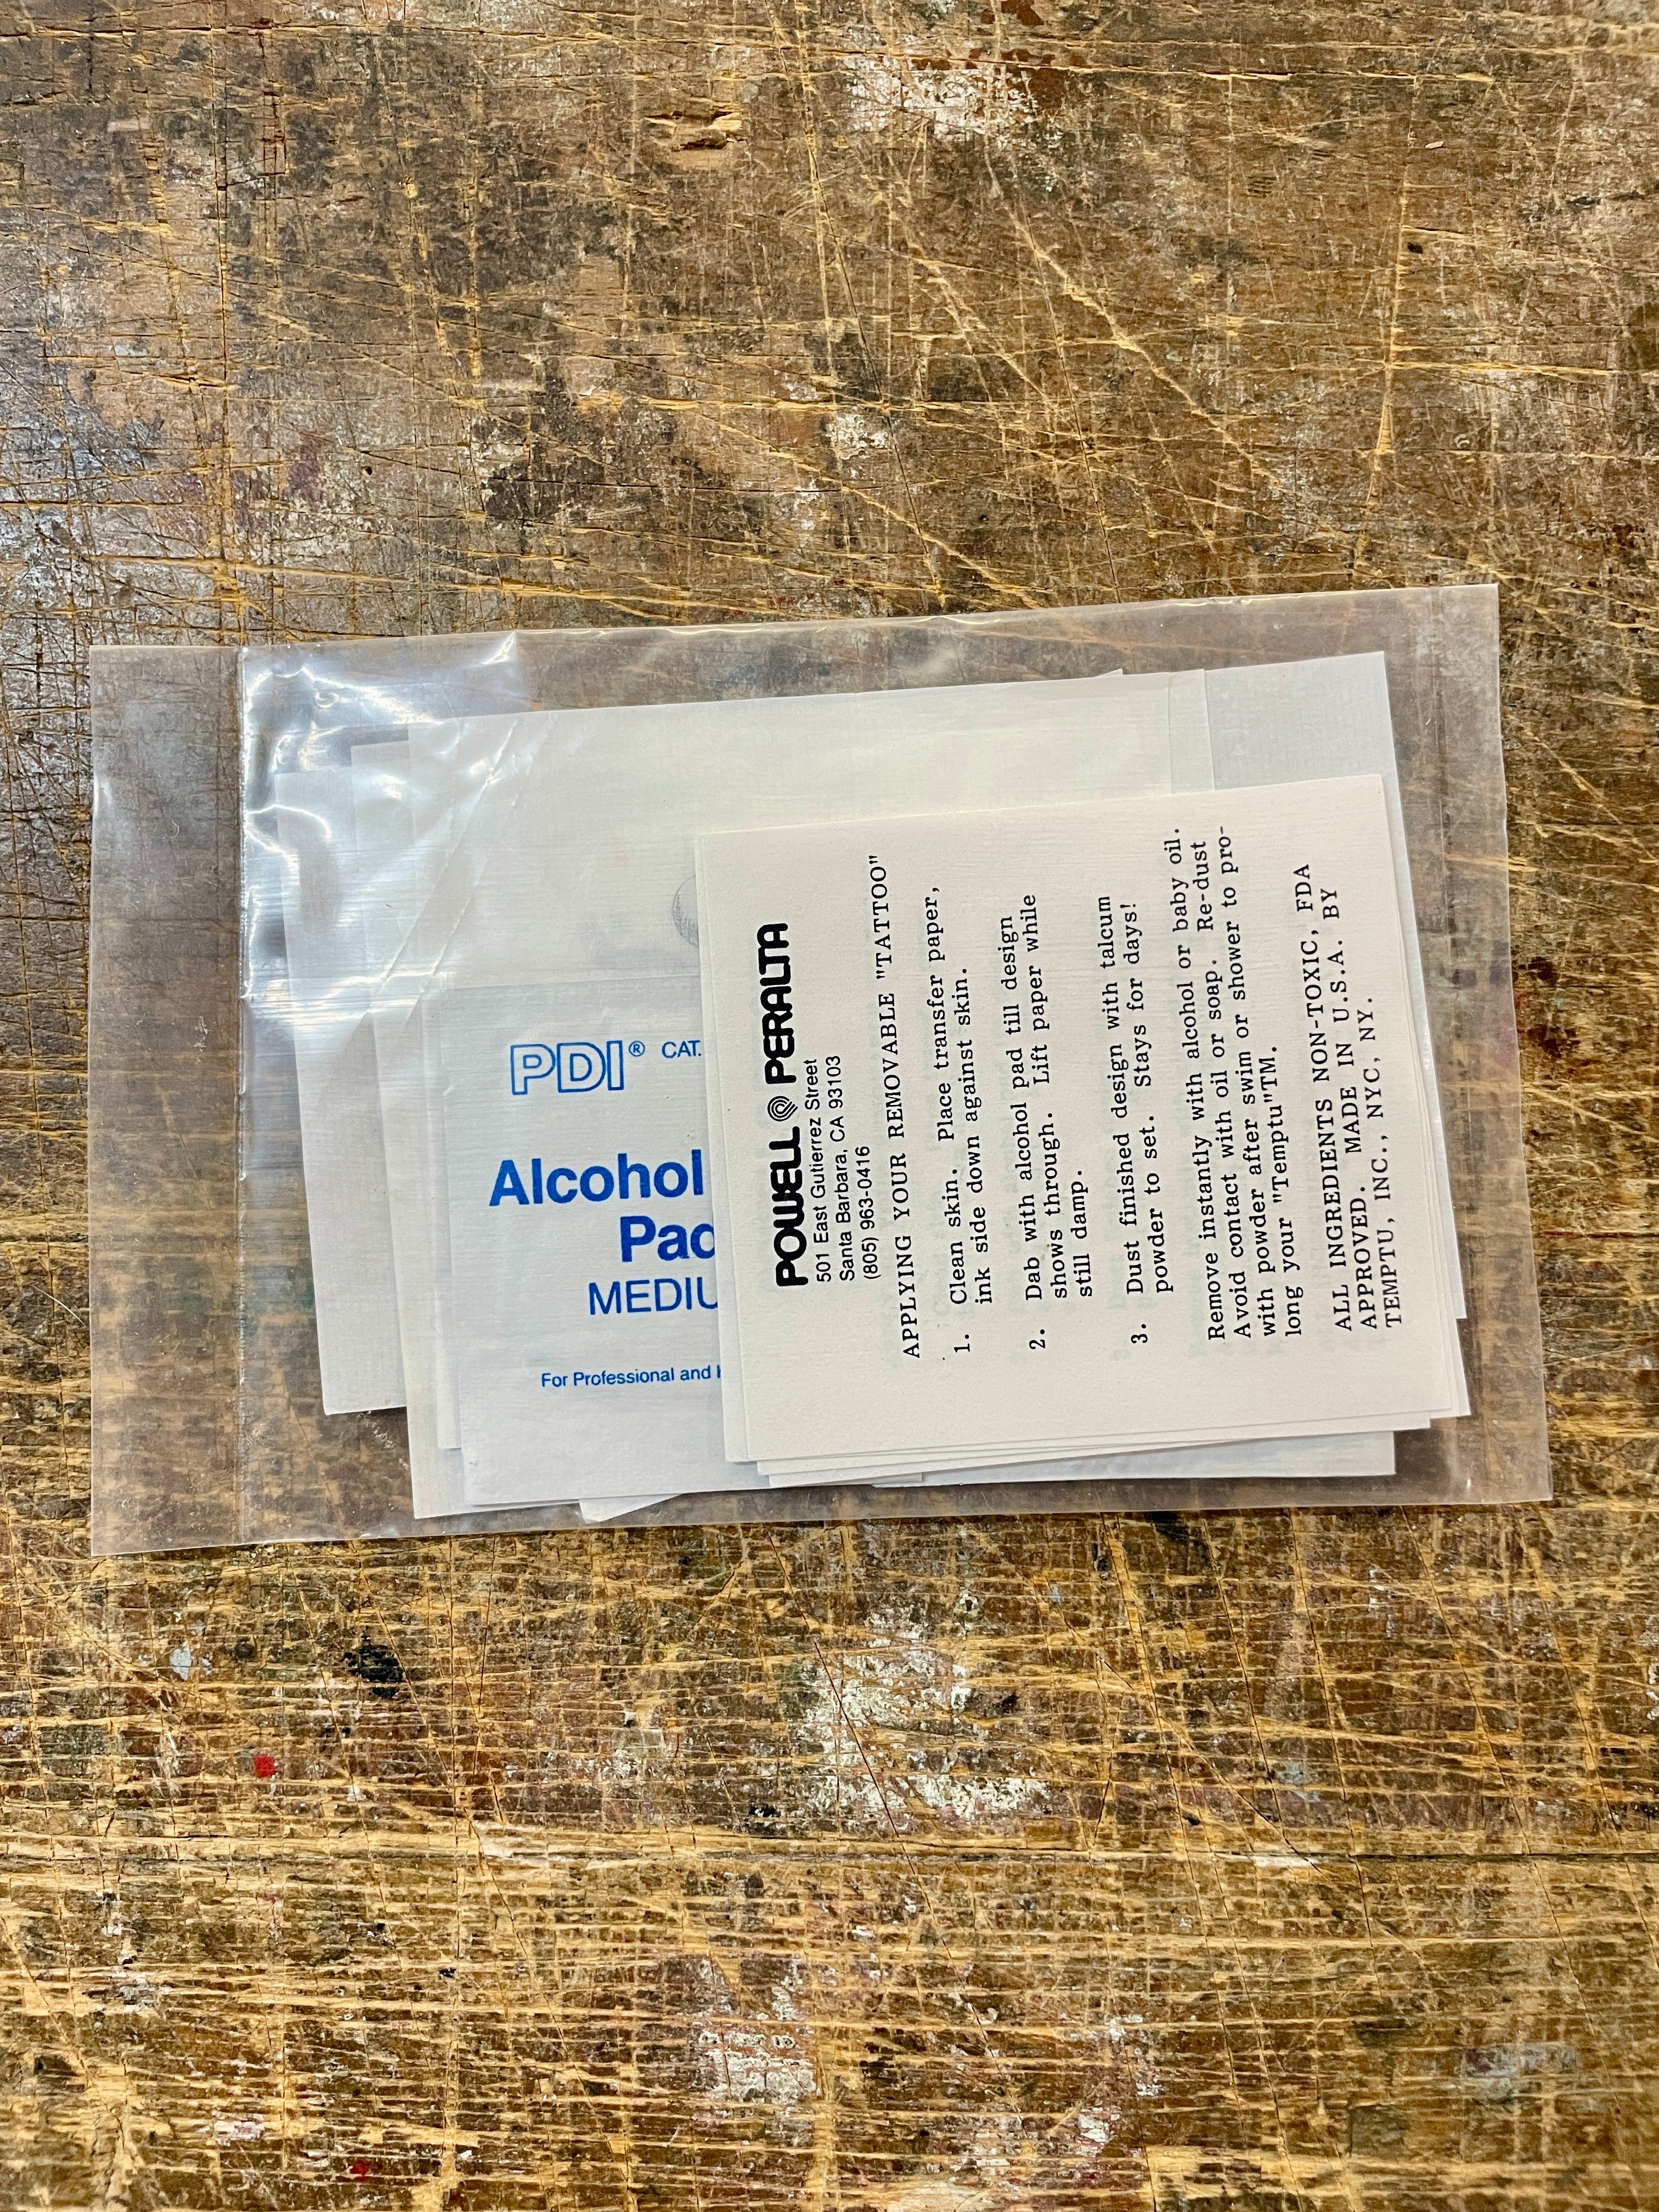 PDI® CAT.
Alcohol
MEDIU
For Professional and
POWELL PERALTA
501 East Gutierrez Street
Santa Barbara, CA 93103
(805) 963-0416
APPLYING YOUR REMOVABLE "TATTOO"
1. Clean skin. Place transfer paper,
ink side down against skin.
2. Dab with alcohol pad till design
shows through. Lift paper while
still damp.
3. Dust finished design with talcum
powder to set. Stays for days!
Remove instantly with alcohol or baby oil.
Avoid contact with oil or soap. Re-dust
with powder after swim or shower to pro-
long your "Temptu"TM.
ALL INGREDIENTS NON-TOXIC, FDA
APPROVED. MADE IN U.S.A. BY
TEMPTU, INC., NYC, NY.